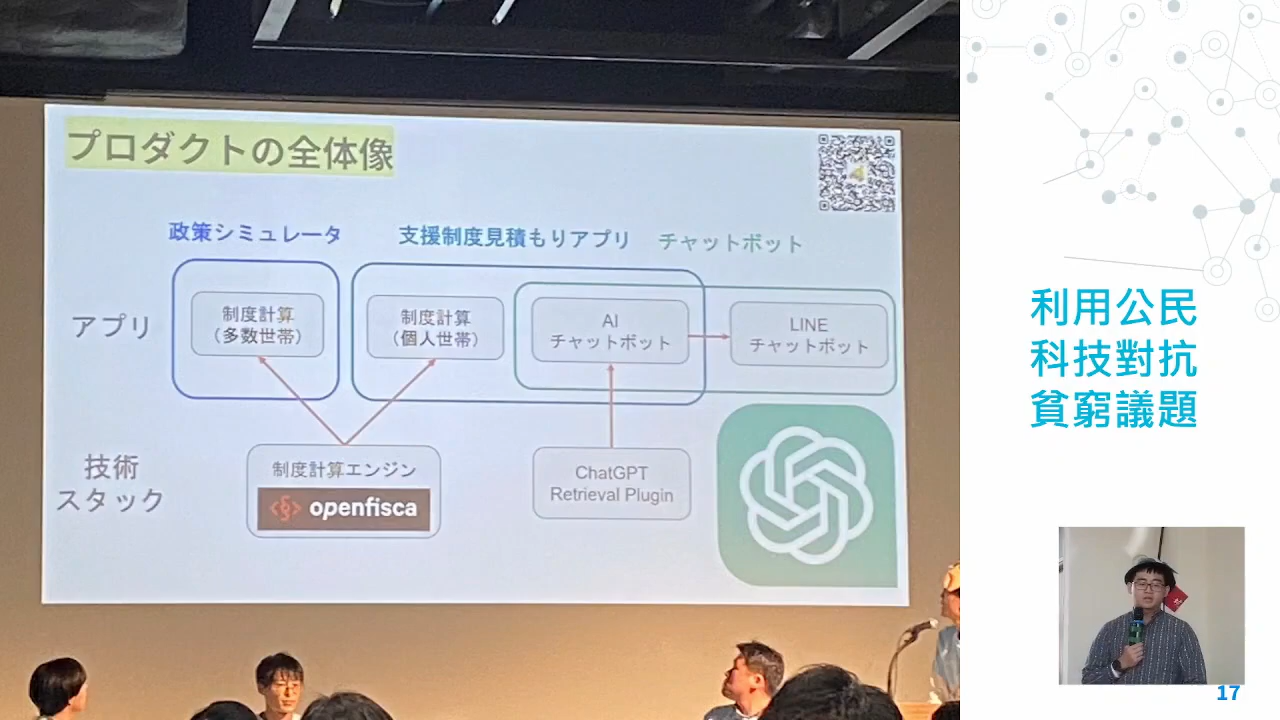 プロダクトの全体像
政策シミュレータ
支援制度見積もりアプリ
チャットボット
アプリ
制度計算
（多数世帯）
制度計算
（個人世帯）
AI
チャットボット
LINE
チャットボット
技術
スタック
制度計算エンジン
openfisca
ChatGPT
Retrieval Plugin
利用公民
科技對抗
貧窮議題
17